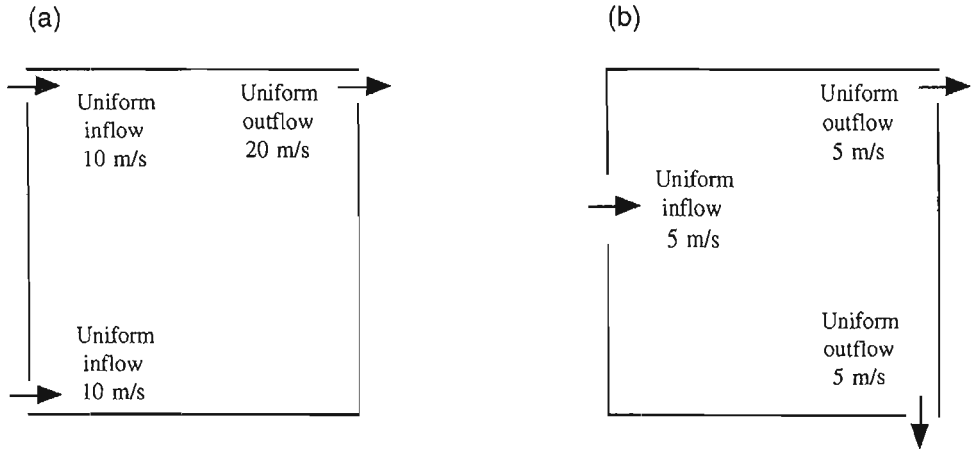 (a)
Uniform
inflow
10 m/s
Uniform
outflow
20 m/s
Uniform
inflow
10 m/s
(b)
Uniform
outflow
5 m/s
Uniform
inflow
5 m/s
Uniform
outflow
5 m/s